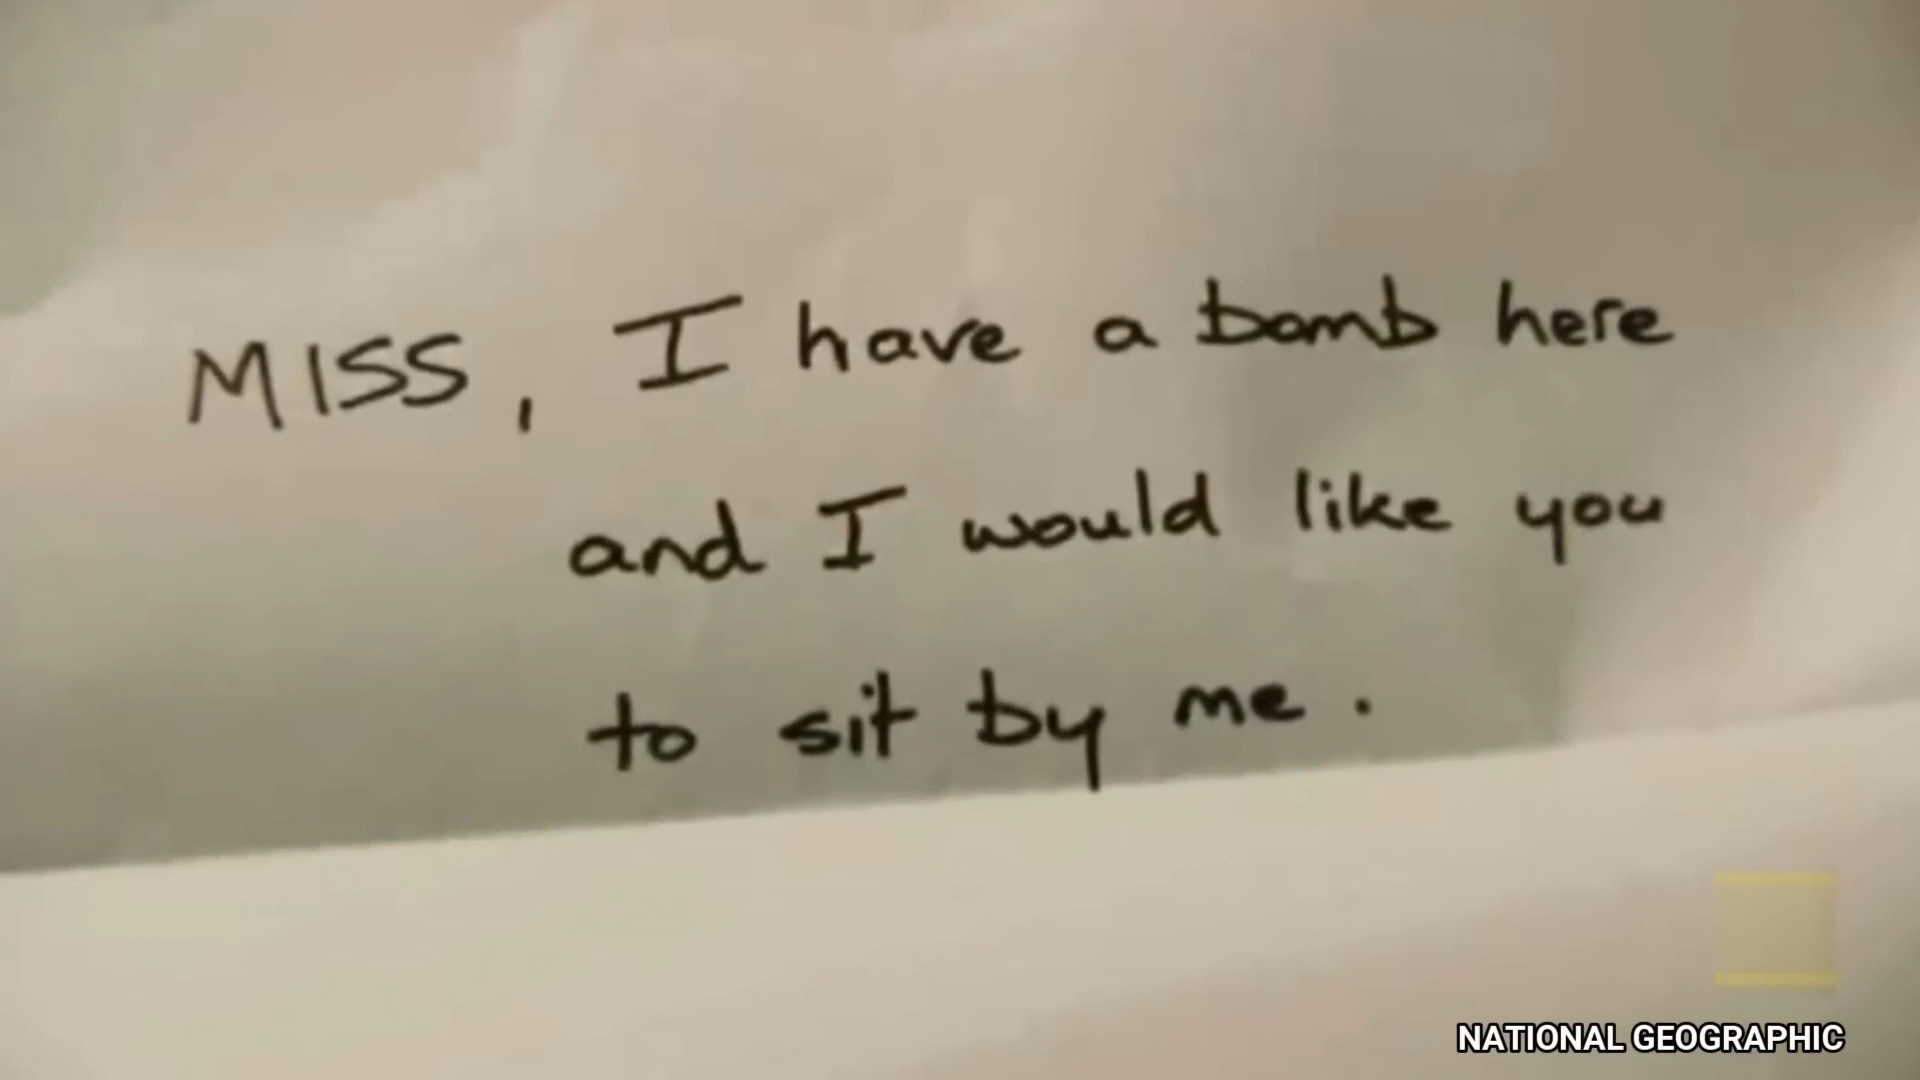 MISS, I have a bomb here
and I would like you
to sit by me.
NATIONAL GEOGRAPHIC